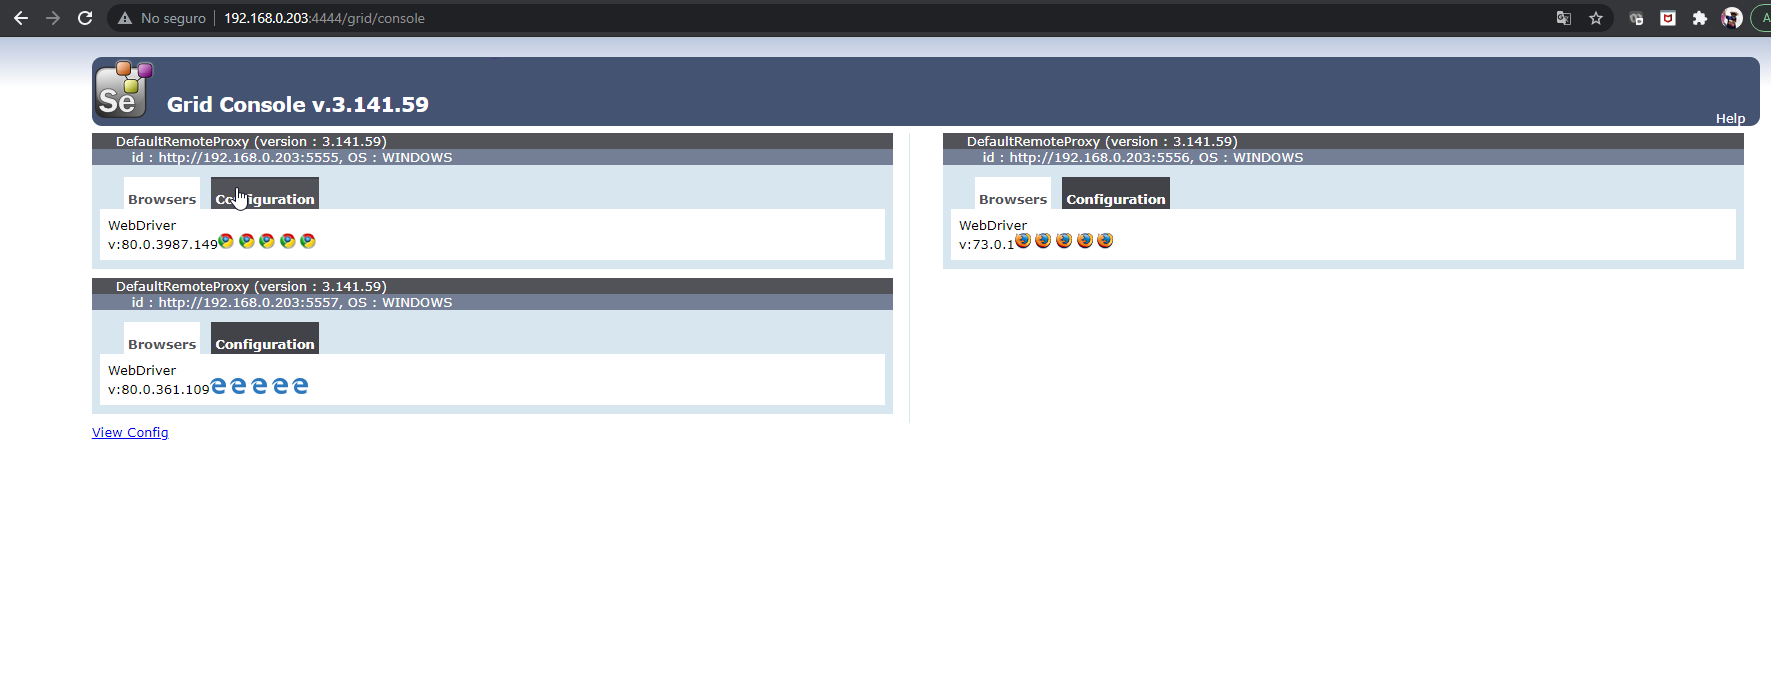 No seguro 192.168.0.203:4444/grid/console A
Se Grid Console v.3.141.59
Help
DefaultRemoteProxy (version : 3.141.59)
id : http://192.168.0.203:5555, OS : WINDOWS
Browsers Configuration
WebDriver
v:80.0.3987.149
DefaultRemoteProxy (version : 3.141.59)
id : http://192.168.0.203:5556, OS : WINDOWS
Browsers Configuration
WebDriver
v:73.0.1
DefaultRemoteProxy (version : 3.141.59)
id : http://192.168.0.203:5557, OS : WINDOWS
Browsers Configuration
WebDriver
v:80.0.361.109
View Config